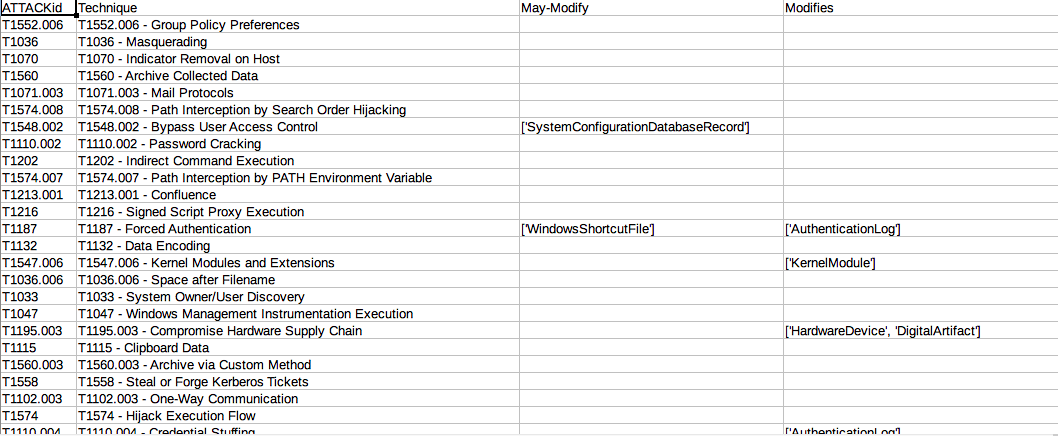 ATTACKid Technique May-Modify Modifies
T1552.006 T1552.006 - Group Policy Preferences
T1036 T1036 - Masquerading
T1070 T1070 - Indicator Removal on Host
T1560 T1560 - Archive Collected Data
T1071.003 T1071.003 - Mail Protocols
T1574.008 T1574.008 - Path Interception by Search Order Hijacking
T1548.002 T1548.002 - Bypass User Access Control ['SystemConfigurationDatabaseRecord']
T1110.002 T1110.002 - Password Cracking
T1202 T1202 - Indirect Command Execution
T1574.007 T1574.007 - Path Interception by PATH Environment Variable
T1213.001 T1213.001 - Confluence
T1216 T1216 - Signed Script Proxy Execution
T1187 T1187 - Forced Authentication ['WindowsShortcutFile'] ['AuthenticationLog']
T1132 T1132 - Data Encoding
T1547.006 T1547.006 - Kernel Modules and Extensions ['KernelModule']
T1036.006 T1036.006 - Space after Filename
T1033 T1033 - System Owner/User Discovery
T1047 T1047 - Windows Management Instrumentation Execution
T1195.003 T1195.003 - Compromise Hardware Supply Chain ['HardwareDevice', 'DigitalArtifact']
T1115 T1115 - Clipboard Data
T1560.003 T1560.003 - Archive via Custom Method
T1558 T1558 - Steal or Forge Kerberos Tickets
T1102.003 T1102.003 - One-Way Communication
T1574 T1574 - Hijack Execution Flow
T1110.004 T1110.004 - Credential Stuffing ['AuthenticationLog']